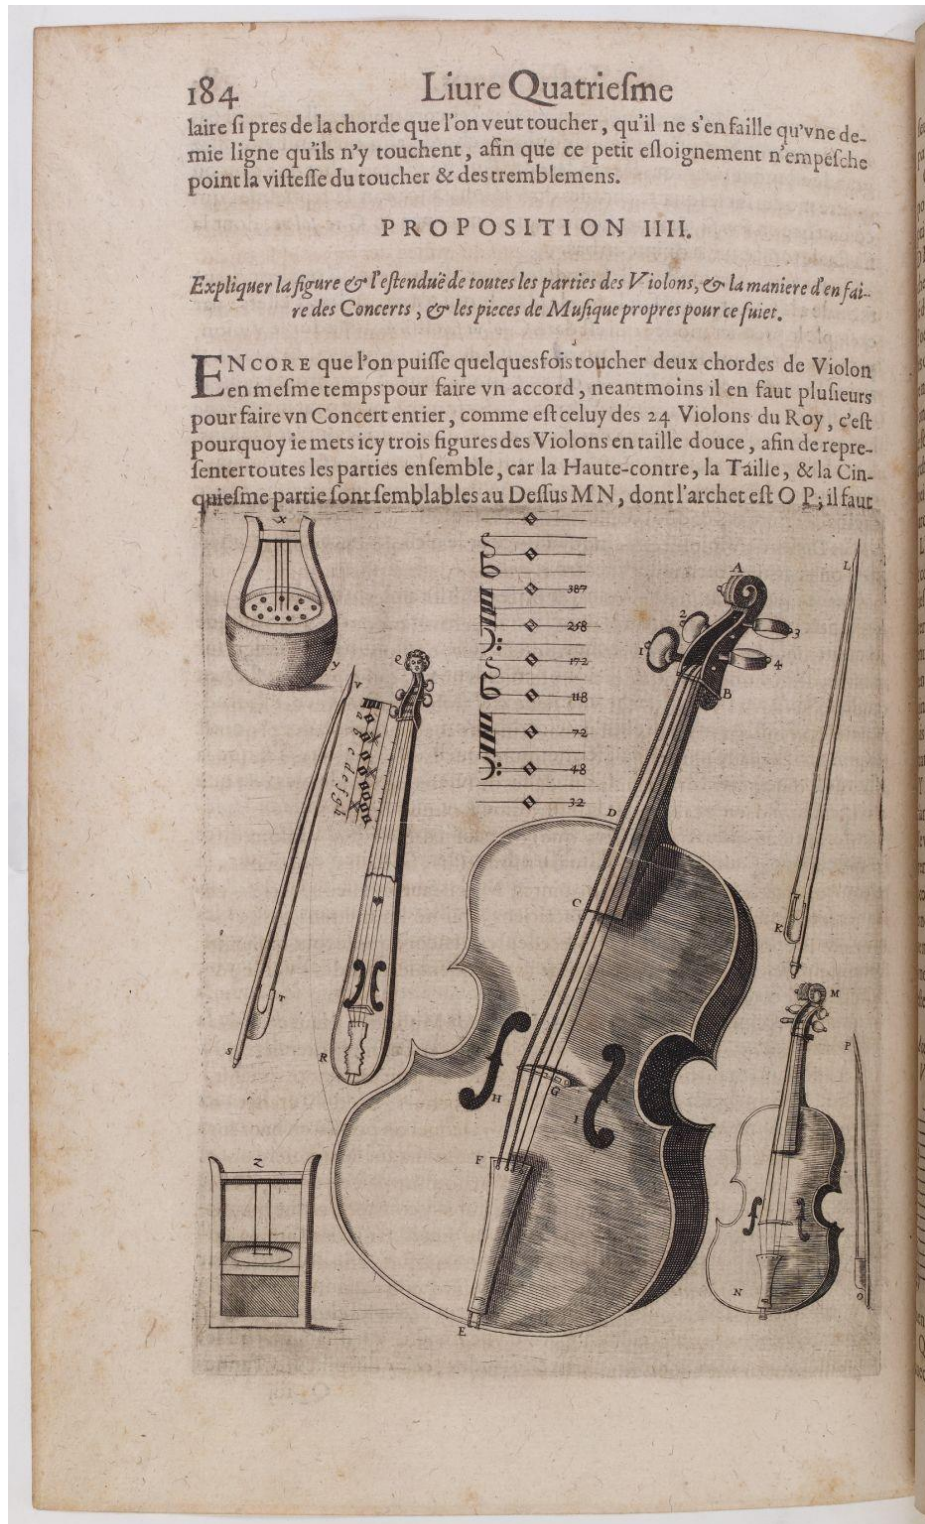 184
Liure Quatriesme
laire si pres de la chorde que l'on veut toucher, qu'il ne s'en faille qu'vne de-
mie ligne qu'ils n'y touchent, afin que ce petit esloignement n'empesche
point la vistesse du toucher & des tremblemens.
PROPOSITION IIII.
Expliquer la figure & l'estenduë de toutes les parties des Violons, & la maniere d'en fai-
re des Concerts, & les pieces de Musique propres pour ce suiet.
ENCORE que l'on puisse quelquesfois toucher deux chordes de Violon
en mesme temps pour faire vn accord, neantmoins il en faut plusieurs
pour faire vn Concert entier, comme est celuy des 24 Violons du Roy, c'est
pourquoy ie mets icy trois figures des Violons en taille douce, afin de repre-
senter toutes les parties ensemble, car la Haute-contre, la Taille, & la Cin-
quiesme partie sont semblables au Dessus MN, dont l'archet est O P; il faut
x
y
387
258
172
118
72
48
32
A
1
2
3
4
B
D
C
H
G
I
F
E
L
K
M
P
N
O
Q
V
a b c d e f g h
T
S
R
Z